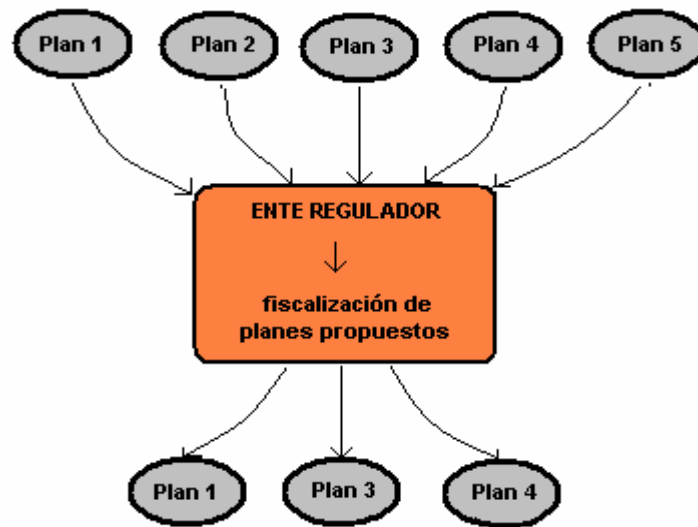 Plan 1
Plan 2
Plan 3
Plan 4
Plan 5
ENTE REGULADOR
fiscalización de
planes propuestos
Plan 1
Plan 3
Plan 4